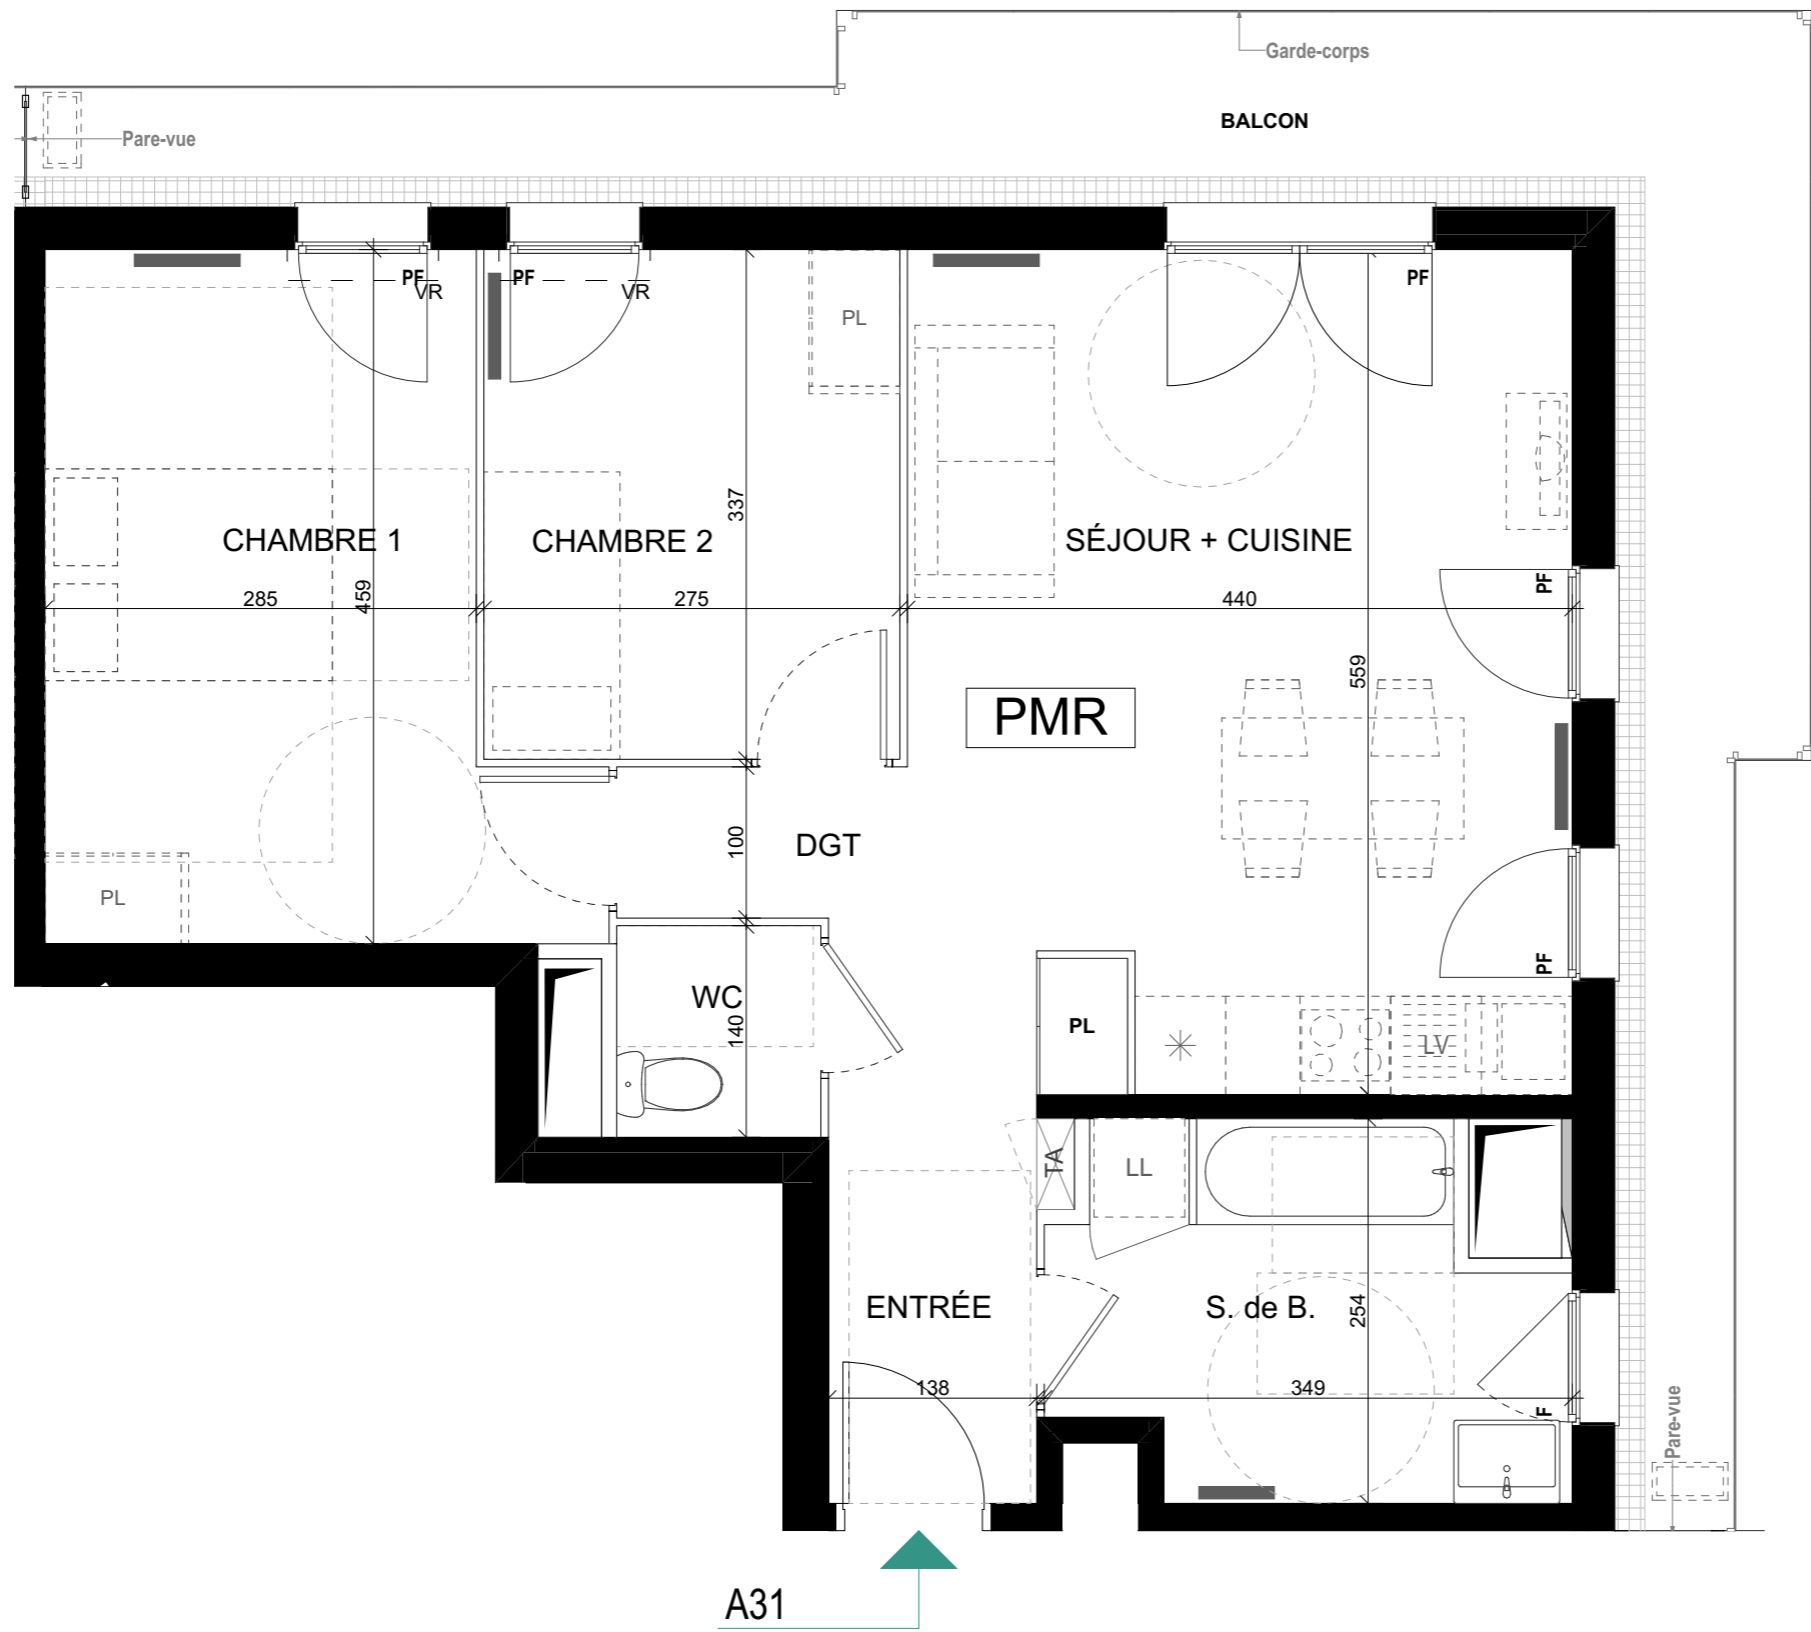 Garde-corps
BALCON
Pare-vue
PF
VR
PF
VR
PL
PF
CHAMBRE 1
CHAMBRE 2
SÉJOUR + CUISINE
337
459
285
275
440
PF
559
PMR
100
DGT
PL
PF
WC
140
PL
LV
TA
LL
ENTRÉE
S. de B.
254
138
349
F
Pare-vue
A31